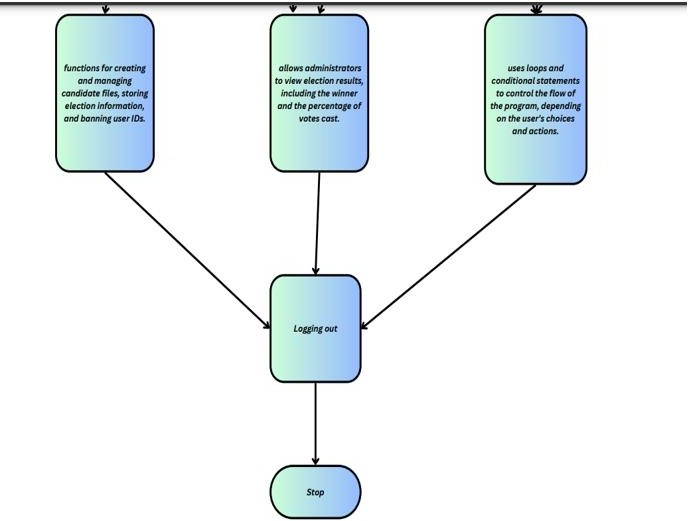 functions for creating
and managing
candidate files, storing
election information,
and banning user IDs.
allows administrators
to view election results,
including the winner
and the percentage of
votes cast.
uses loops and
conditional statements
to control the flow of
the program, depending
on the user's choices
and actions.
Logging out
Stop